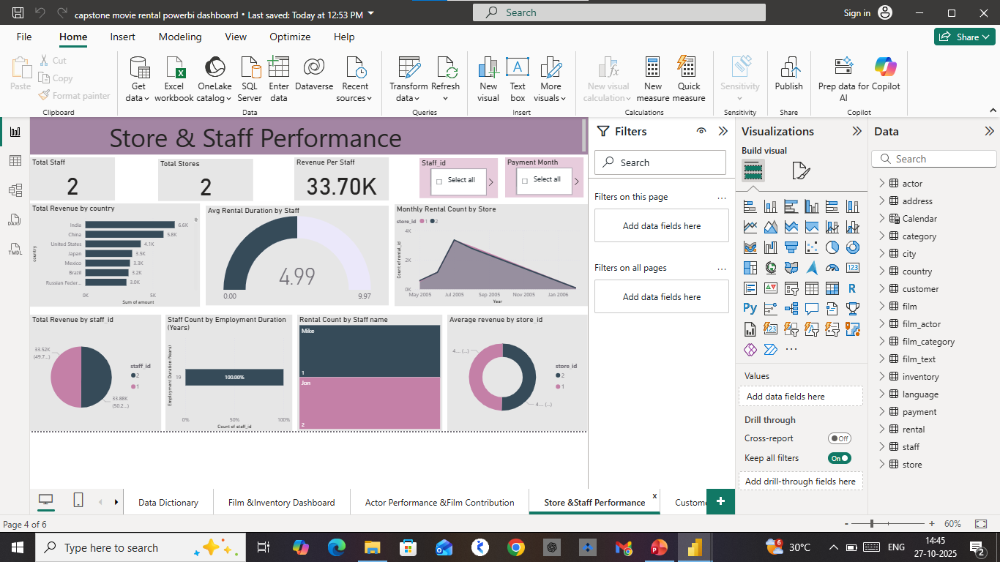 capstone movie rental powerbi dashboard • Last saved: Today at 12:53 PM
Search
Sign in
File
Home
Insert
Modeling
View
Optimize
Help
Share
Paste
Cut
Copy
Format painter
Clipboard
Get data
Excel workbook
OneLake catalog
SQL Server
Enter data
Dataverse
Recent sources
Data
Transform data
Refresh
Queries
New visual
Text box
More visuals
Insert
New visual calculation
New measure
Quick measure
Calculations
Sensitivity
Sensitivity
Publish
Share
Prep data for AI
Copilot
Copilot
Store & Staff Performance
Total Staff
2
Total Stores
2
Revenue Per Staff
33.70K
Staff_id
Select all
Payment Month
Select all
Total Revenue by country
country
India 6.6K
China 5.8K
United States 4.1K
Japan 3.5K
Mexico 3.3K
Brazil 3.2K
Russian Feder... 3.0K
0K 5K
Sum of amount
Avg Rental Duration by Staff
4.99
0.00
9.97
Monthly Rental Count by Store
store_id 1 2
Count of rental_id
4K
2K
0K
May 2005 Jul 2005 Sep 2005 Nov 2005 Jan 2006
Year
Total Revenue by staff_id
33.52K
(49.7...)
33.88K
(50.2...)
staff_id
2
1
Staff Count by Employment Duration
(Years)
Employment Duration (Years)
19
100.00%
0% 50% 100%
Count of staff_id
Rental Count by Staff name
Mike
1
Jon
2
Average revenue by store_id
4.... (...)
4.... (...)
store_id
2
1
Filters
Search
Filters on this page
...
Add data fields here
Filters on all pages
...
Add data fields here
Visualizations
Build visual
123
R
Py
123
...
Values
Add data fields here
Drill through
Cross-report
Off
Keep all filters
On
Add drill-through fields here
Data
Search
actor
address
Calendar
category
city
country
customer
film
film_actor
film_category
film_text
inventory
language
payment
rental
staff
store
DAX
TMDL
Data Dictionary
Film &Inventory Dashboard
Actor Performance &Film Contribution
Store &Staff Performance
x
Custome
+
Page 4 of 6
- + 60%
Type here to search
6
30°C
ENG
14:45
27-10-2025
2